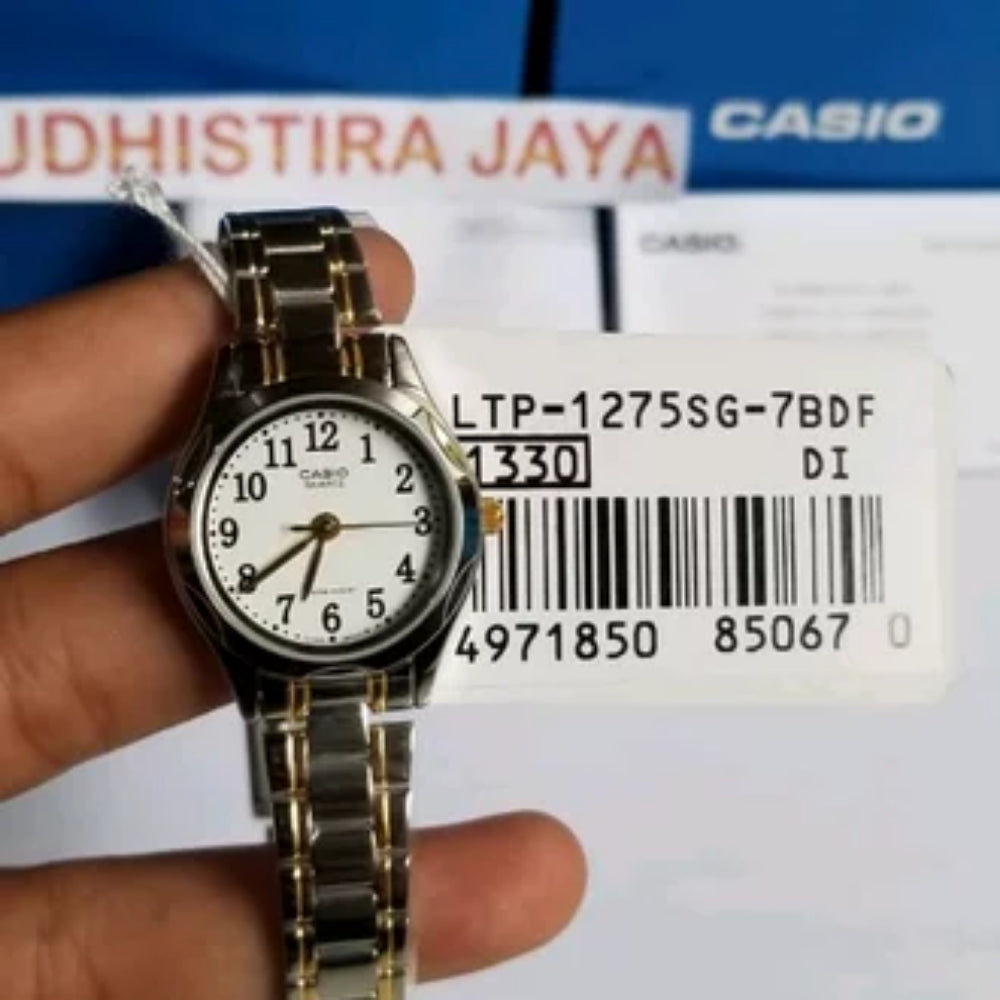 UDHISTIRA JAYA
CASIO
CASIO
LTP-1275SG-7BDF
1330 DI
4971850 85067 0
12
11 1
CASIO
QUARTZ
10 2
9 3
8 4
7 5
6